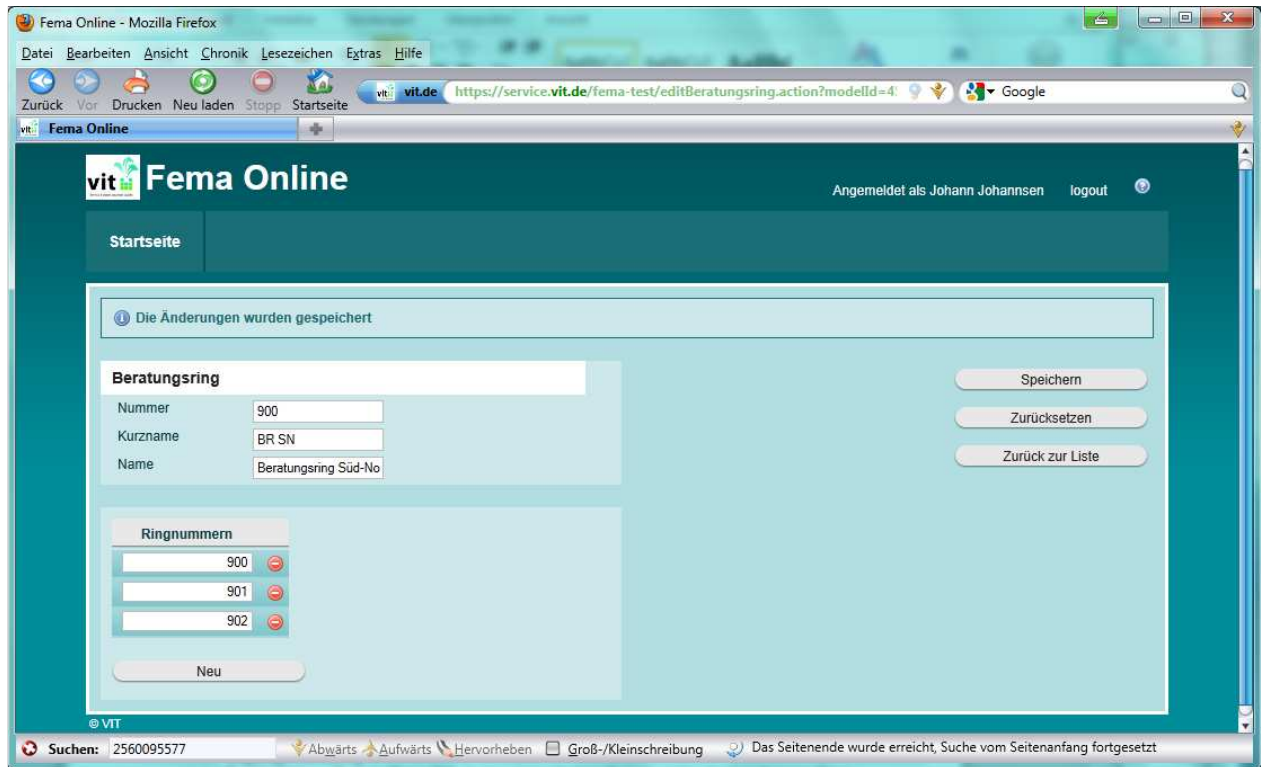 Fema Online - Mozilla Firefox
Datei Bearbeiten Ansicht Chronik Lesezeichen Extras Hilfe
Zurück Vor Drucken Neu laden Stopp Startseite
vit.de https://service.vit.de/fema-test/editBeratungsring.action?modelId=4 Google
vit Fema Online
vit Fema Online
Angemeldet als Johann Johannsen logout
Startseite
Die Änderungen wurden gespeichert
Beratungsring
Nummer 900
Kurzname BR SN
Name Beratungsring Süd-No
Speichern
Zurücksetzen
Zurück zur Liste
Ringnummern
900
901
902
Neu
© VIT
Suchen: 2560095577 Abwärts Aufwärts Hervorheben Groß-/Kleinschreibung Das Seitenende wurde erreicht, Suche vom Seitenanfang fortgesetzt